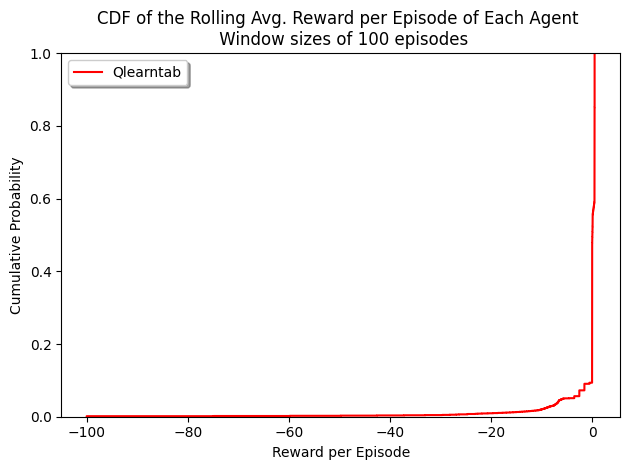 CDF of the Rolling Avg. Reward per Episode of Each Agent
Window sizes of 100 episodes
Qlearntab
1.0
0.8
0.6
0.4
0.2
0.0
Cumulative Probability
−100
−80
−60
−40
−20
0
Reward per Episode